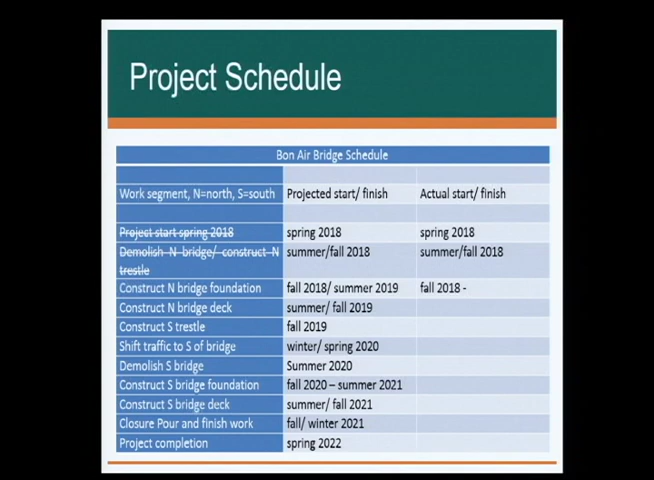 Project Schedule
Bon Air Bridge Schedule
Work segment, N=north, S=south Projected start/ finish Actual start/ finish
Project start spring 2018 spring 2018 spring 2018
Demolish N bridge/ construct N trestle summer/fall 2018 summer/fall 2018
Construct N bridge foundation fall 2018/ summer 2019 fall 2018 -
Construct N bridge deck summer/ fall 2019
Construct S trestle fall 2019
Shift traffic to S of bridge winter/ spring 2020
Demolish S bridge Summer 2020
Construct S bridge foundation fall 2020 – summer 2021
Construct S bridge deck summer/ fall 2021
Closure Pour and finish work fall/ winter 2021
Project completion spring 2022